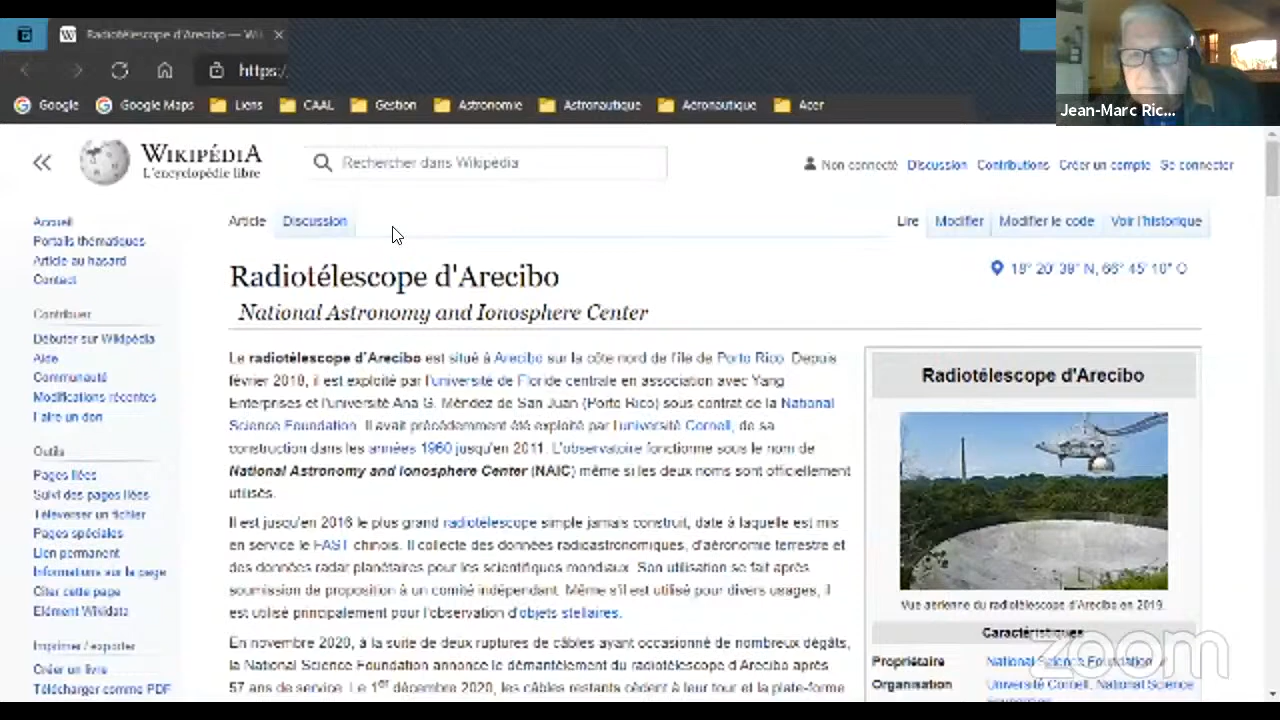 Radiotélescope d'Arecibo — Wi
https:/
Jean-Marc Ric...
Google
Google Maps
Liens
CAAL
Gestion
Astronomie
Astronautique
Aéronautique
Acer
WIKIPÉDIA
L'encyclopédie libre
Rechercher dans Wikipédia
Non connecté Discussion Contributions Créer un compte Se connecter
Article Discussion
Lire Modifier Modifier le code Voir l'historique
Accueil
Portails thématiques
Article au hasard
Contact
Contribuer
Débuter sur Wikipédia
Aide
Communauté
Modifications récentes
Faire un don
Outils
Pages liées
Suivi des pages liées
Téléverser un fichier
Pages spéciales
Lien permanent
Informations sur la page
Citer cette page
Élément Wikidata
Imprimer / exporter
Créer un livre
Télécharger comme PDF
Radiotélescope d'Arecibo
18° 20′ 39″ N, 66° 45′ 10″ O
National Astronomy and Ionosphere Center
Le radiotélescope d'Arecibo est situé à Arecibo sur la côte nord de l'île de Porto Rico. Depuis
février 2018, il est exploité par l'université de Floride centrale en association avec Yang
Enterprises et l'université Ana G. Méndez de San Juan (Porto Rico) sous contrat de la National
Science Foundation. Il avait précédemment été exploité par l'université Cornell, de sa
construction dans les années 1960 jusqu'en 2011. L'observatoire fonctionne sous le nom de
National Astronomy and Ionosphere Center (NAIC) même si les deux noms sont officiellement
utilisés.
Il est jusqu'en 2016 le plus grand radiotélescope simple jamais construit, date à laquelle est mis
en service le FAST chinois. Il collecte des données radioastronomiques, d'aéronomie terrestre et
des données radar planétaires pour les scientifiques mondiaux. Son utilisation se fait après
soumission de proposition à un comité indépendant. Même s'il est utilisé pour divers usages, il
est utilisé principalement pour l'observation d'objets stellaires.
En novembre 2020, à la suite de deux ruptures de câbles ayant occasionné de nombreux dégâts,
la National Science Foundation annonce le démantèlement du radiotélescope d'Arecibo après
57 ans de service. Le 1er décembre 2020, les câbles restants cèdent à leur tour et la plate-forme
Radiotélescope d'Arecibo
Vue aérienne du radiotélescope d'Arecibo en 2019.
Caractéristiques
Propriétaire National Science Foundation
Organisation Université Cornell, National Science
Foundation
zoom